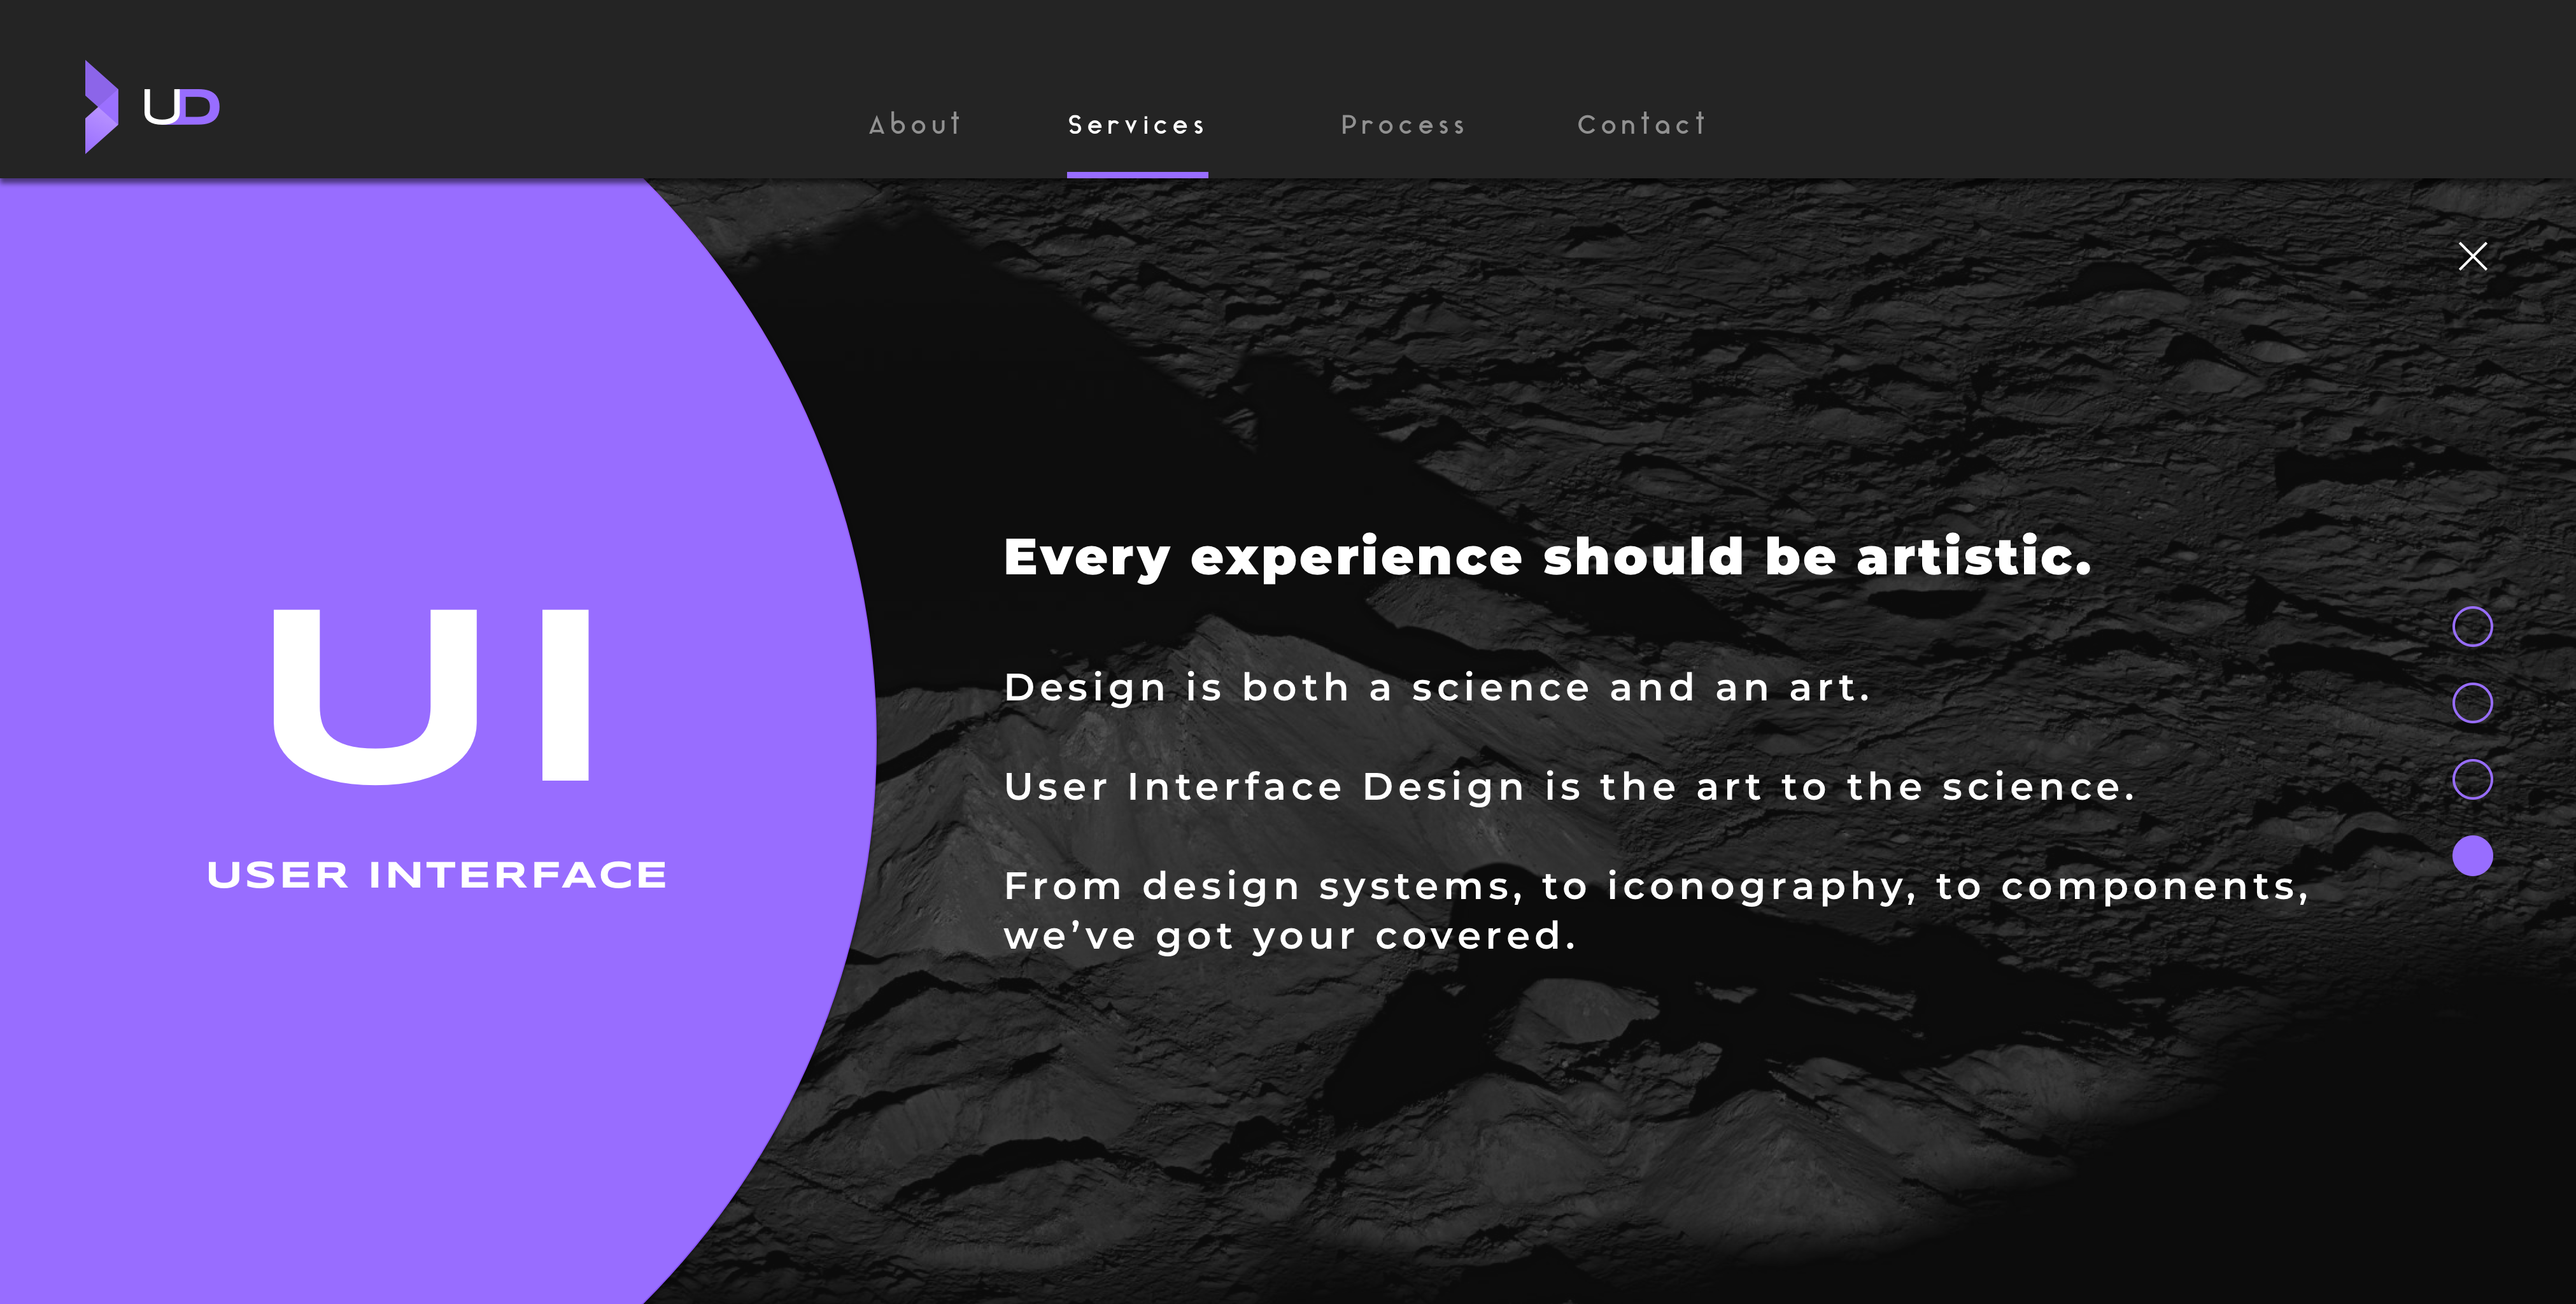 UD
About
Services
Process
Contact
UI
USER INTERFACE
Every experience should be artistic.
Design is both a science and an art.
User Interface Design is the art to the science.
From design systems, to iconography, to components,
we’ve got your covered.